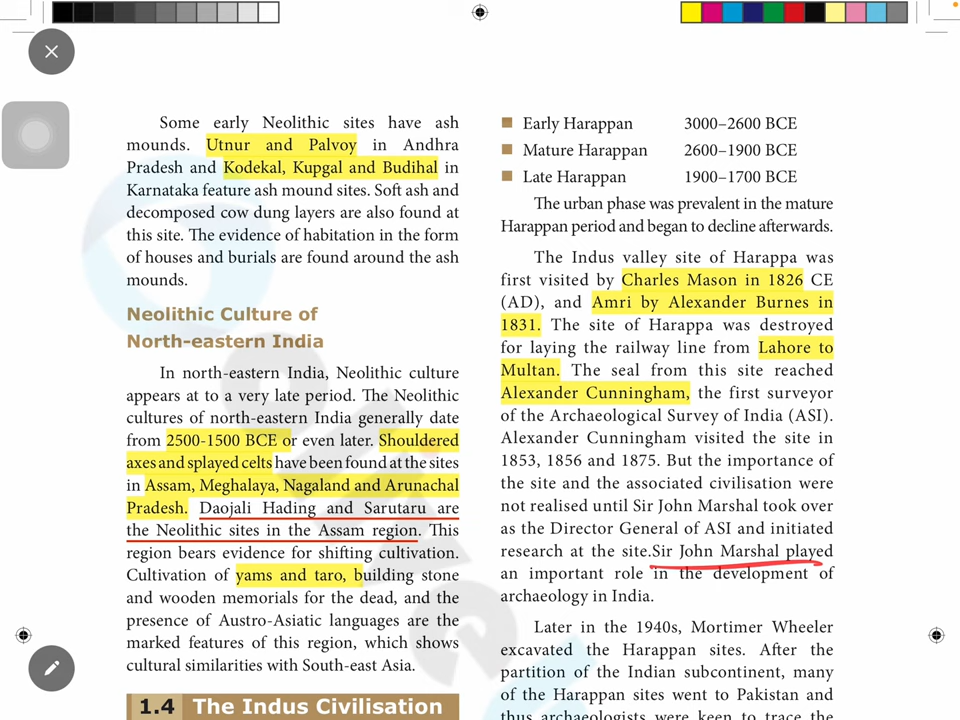 Some early Neolithic sites have ash
mounds. Utnur and Palvoy in Andhra
Pradesh and Kodekal, Kupgal and Budihal in
Karnataka feature ash mound sites. Soft ash and
decomposed cow dung layers are also found at
this site. The evidence of habitation in the form
of houses and burials are found around the ash
mounds.
Neolithic Culture of
North-eastern India
In north-eastern India, Neolithic culture
appears at to a very late period. The Neolithic
cultures of north-eastern India generally date
from 2500-1500 BCE or even later. Shouldered
axes and splayed celts have been found at the sites
in Assam, Meghalaya, Nagaland and Arunachal
Pradesh. Daojali Hading and Sarutaru are
the Neolithic sites in the Assam region. This
region bears evidence for shifting cultivation.
Cultivation of yams and taro, building stone
and wooden memorials for the dead, and the
presence of Austro-Asiatic languages are the
marked features of this region, which shows
cultural similarities with South-east Asia.
1.4 The Indus Civilisation
Early Harappan 3000–2600 BCE
Mature Harappan 2600–1900 BCE
Late Harappan 1900–1700 BCE
The urban phase was prevalent in the mature
Harappan period and began to decline afterwards.
The Indus valley site of Harappa was
first visited by Charles Mason in 1826 CE
(AD), and Amri by Alexander Burnes in
1831. The site of Harappa was destroyed
for laying the railway line from Lahore to
Multan. The seal from this site reached
Alexander Cunningham, the first surveyor
of the Archaeological Survey of India (ASI).
Alexander Cunningham visited the site in
1853, 1856 and 1875. But the importance of
the site and the associated civilisation were
not realised until Sir John Marshal took over
as the Director General of ASI and initiated
research at the site.Sir John Marshal played
an important role in the development of
archaeology in India.
Later in the 1940s, Mortimer Wheeler
excavated the Harappan sites. After the
partition of the Indian subcontinent, many
of the Harappan sites went to Pakistan and
thus archaeologists were keen to trace the